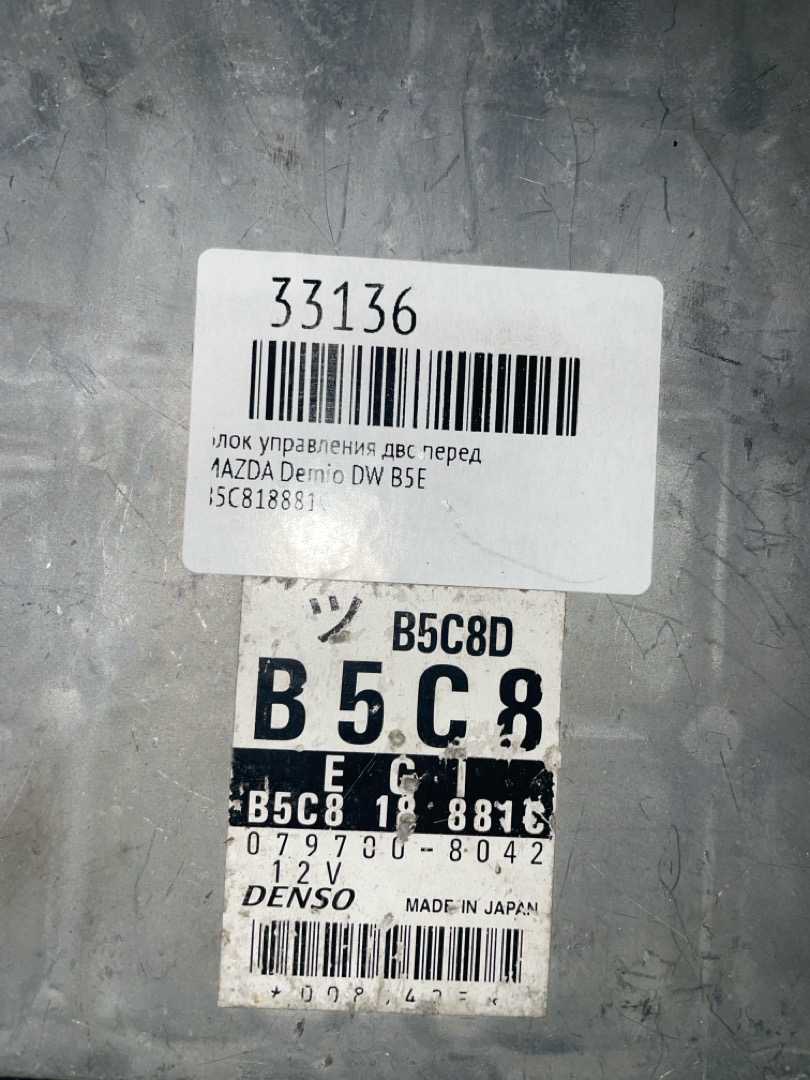 33136
лок управления двс перед
MAZDA Demio DW B5E
B5C818881C
ツ B5C8D
B5C8
EGI
B5C8 18 881C
079700-8042
12V
DENSO MADE IN JAPAN